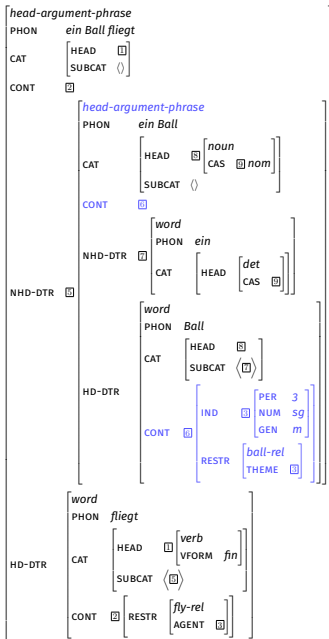 head-argument-phrase
PHON ein Ball fliegt
HEAD 1
CAT
SUBCAT ⟨⟩
CONT 2
head-argument-phrase
PHON ein Ball
noun
HEAD 8
CAS 9 nom
CAT
SUBCAT ⟨⟩
CONT 6
word
PHON ein
NHD-DTR 7
det
CAT HEAD
CAS 9
NHD-DTR 5
word
PHON Ball
HEAD 8
CAT
SUBCAT ⟨7⟩
HD-DTR
PER 3
IND 3 NUM sg
GEN m
CONT 6
ball-rel
RESTR
THEME 3
word
PHON fliegt
verb
HEAD 1
VFORM fin
CAT
SUBCAT ⟨5⟩
HD-DTR
fly-rel
CONT 2 RESTR
AGENT 3